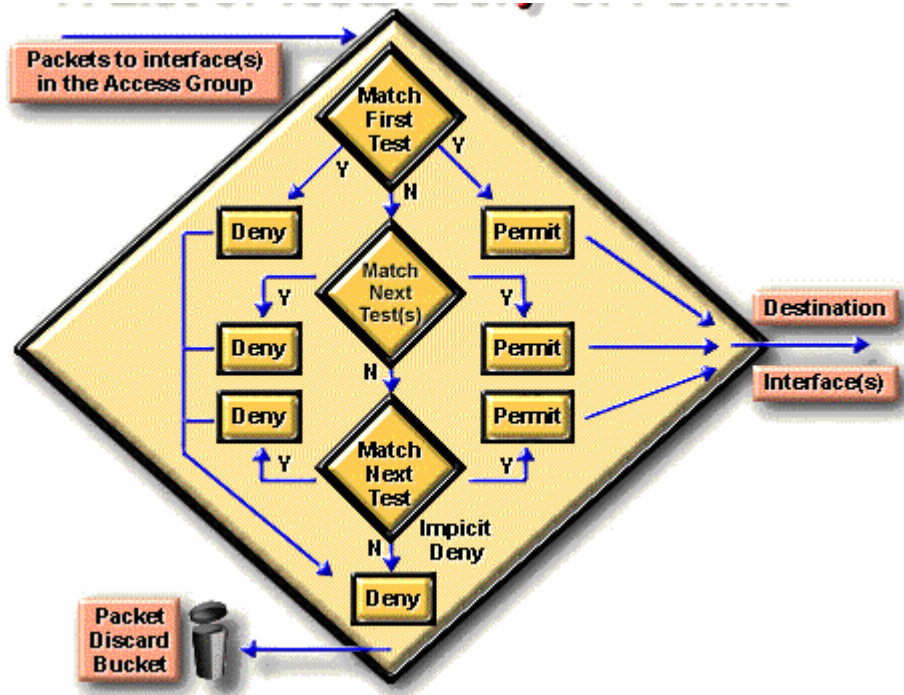 Packets to interface(s)
in the Access Group
Match
First
Test
Y
Y
N
Deny
Permit
Match
Next
Test(s)
Y
Y
Destination
Deny
Permit
N
Interface(s)
Deny
Permit
Match
Next
Test
Y
Y
Impicit
Deny
N
Deny
Packet
Discard
Bucket